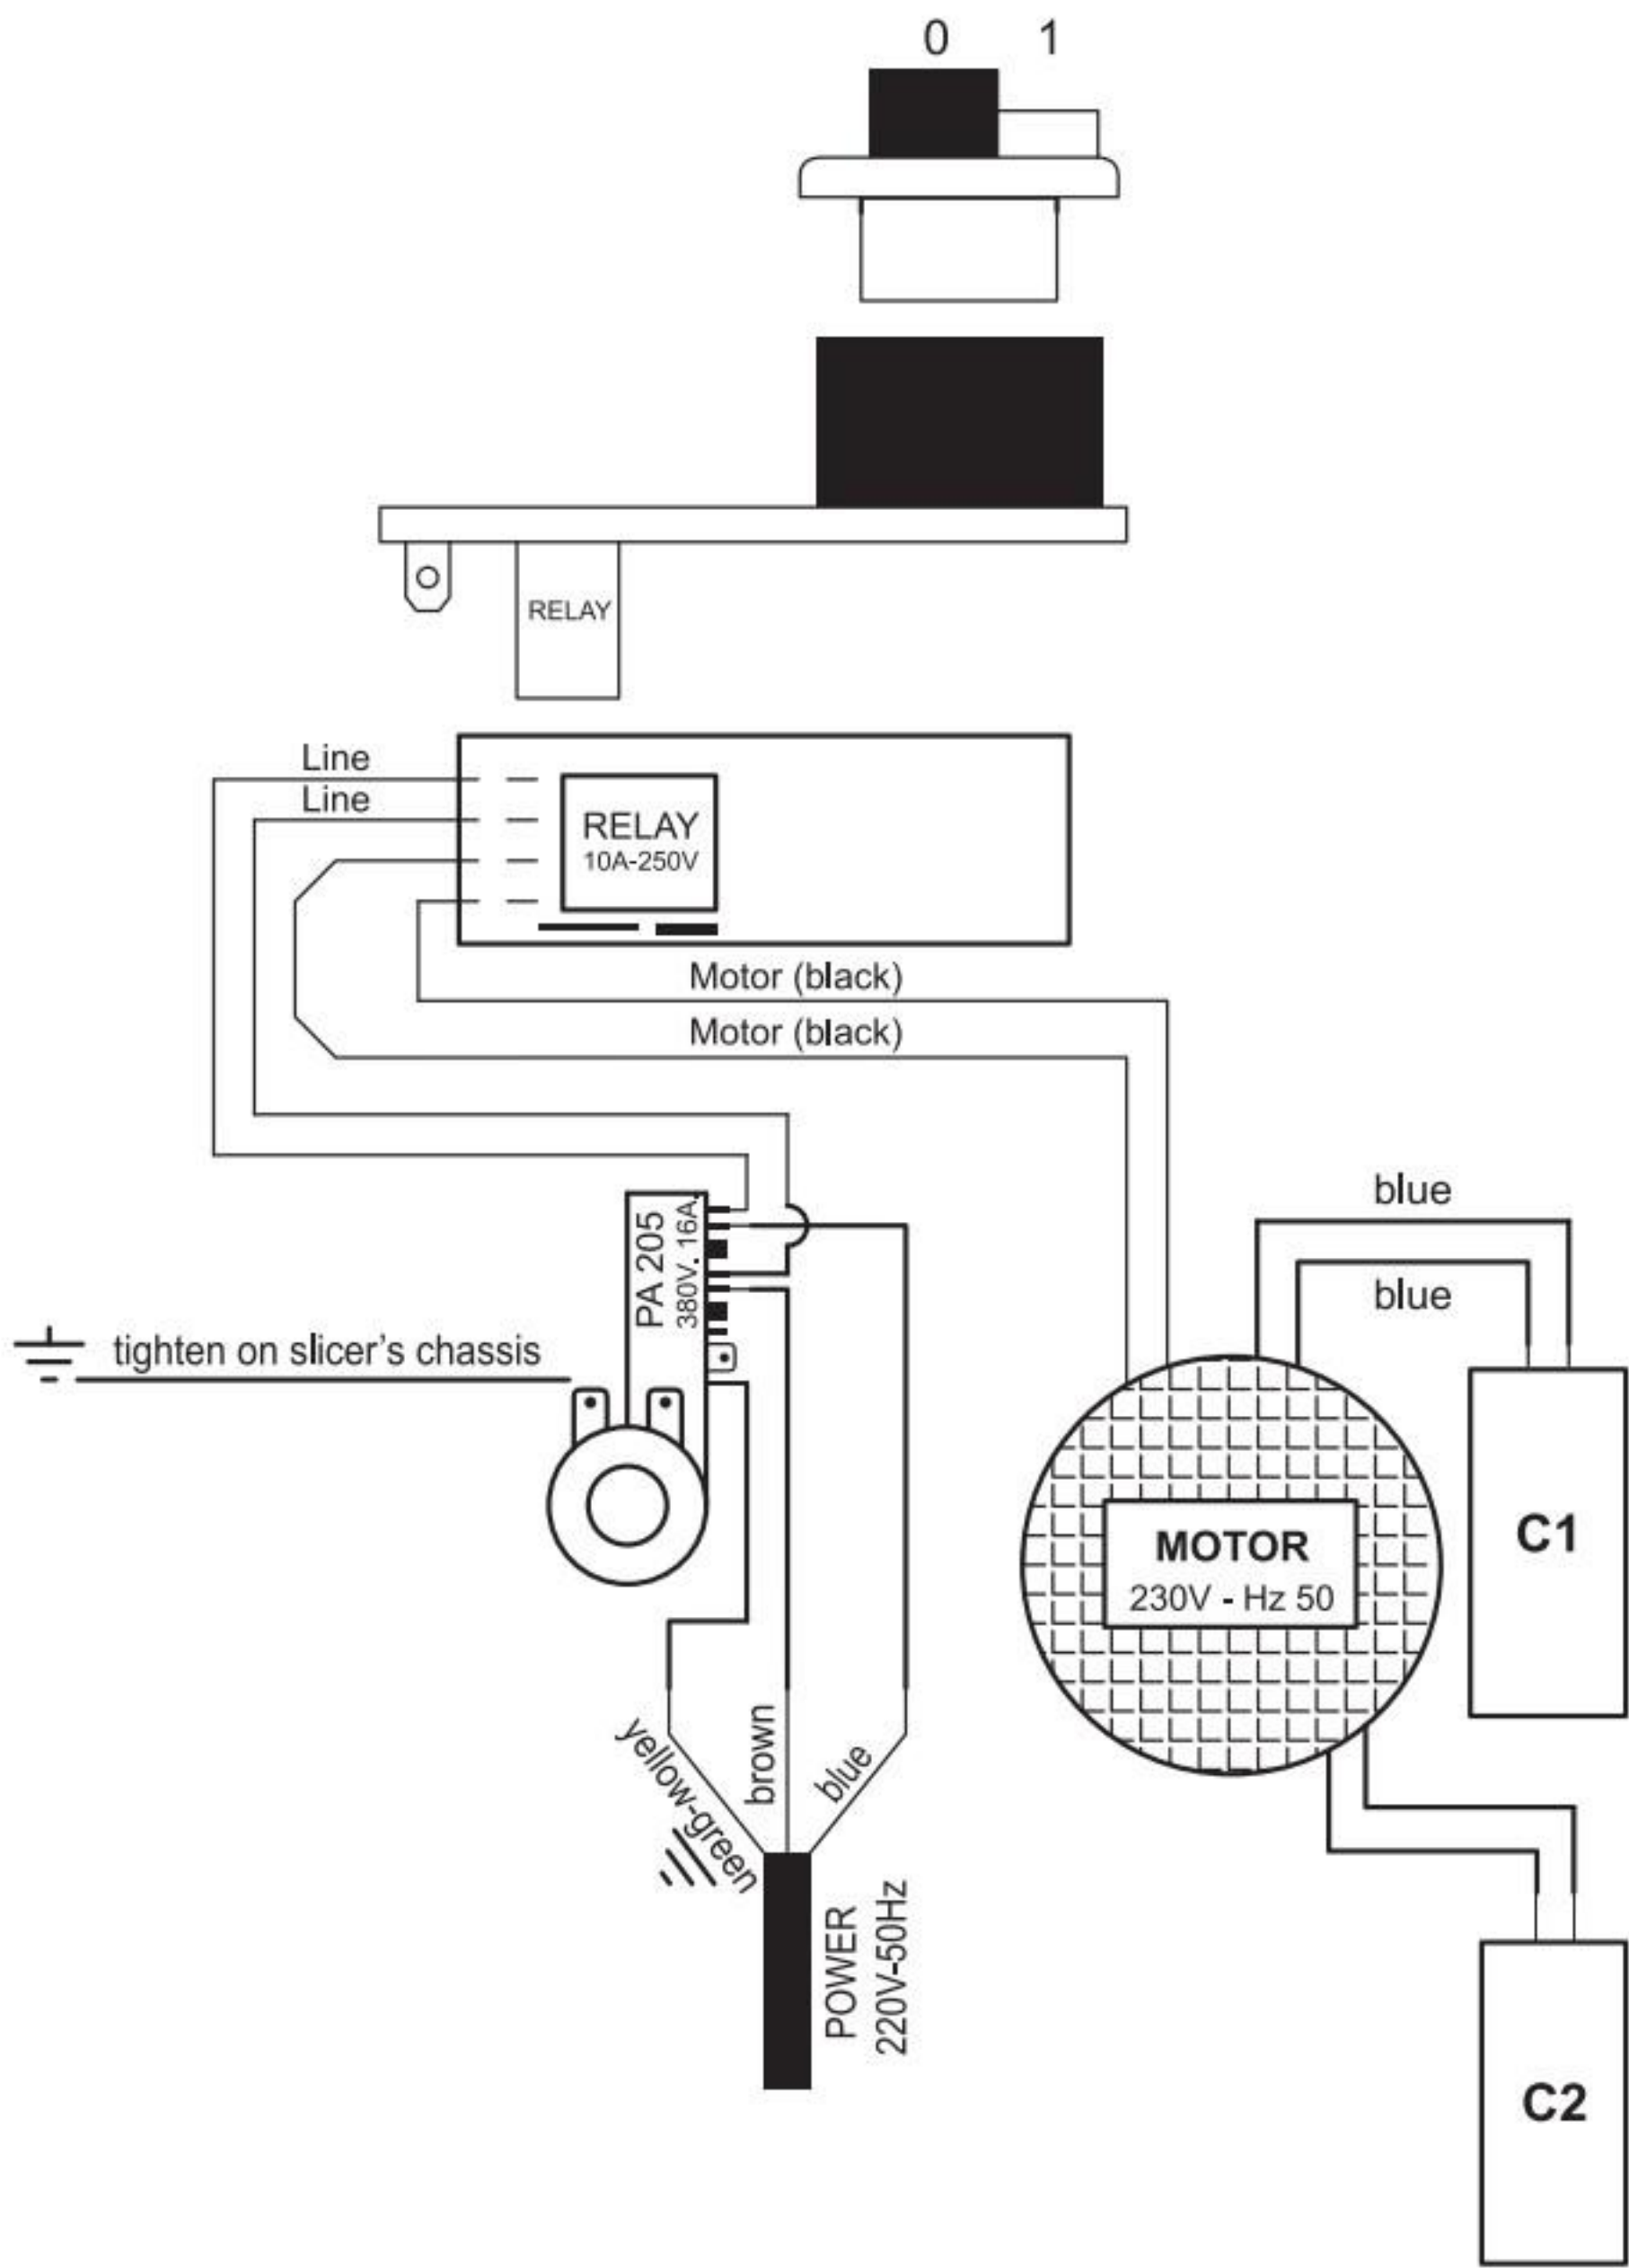 0 1
RELAY
Line
Line
RELAY
10A-250V
Motor (black)
Motor (black)
PA 205
380V. 16A.
tighten on slicer's chassis
blue
blue
C1
MOTOR
230V - Hz 50
yellow-green
brown
blue
POWER
220V-50Hz
C2